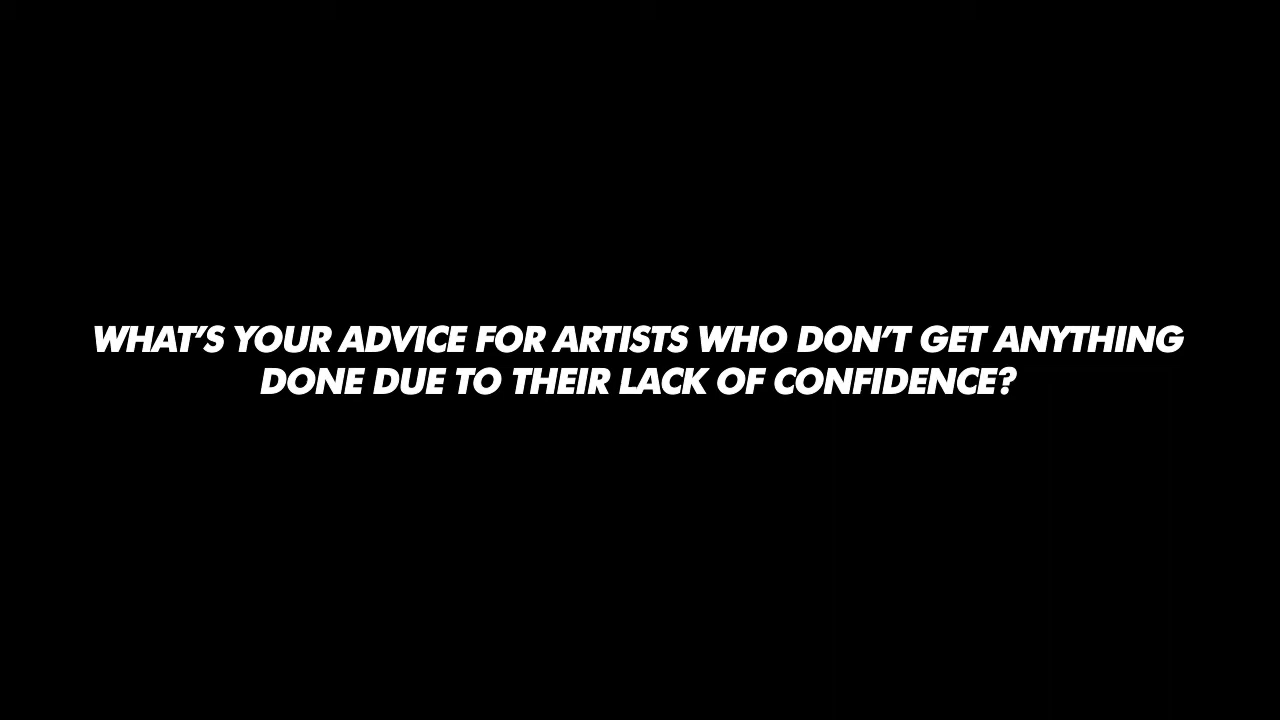 WHAT'S YOUR ADVICE FOR ARTISTS WHO DON'T GET ANYTHING
DONE DUE TO THEIR LACK OF CONFIDENCE?